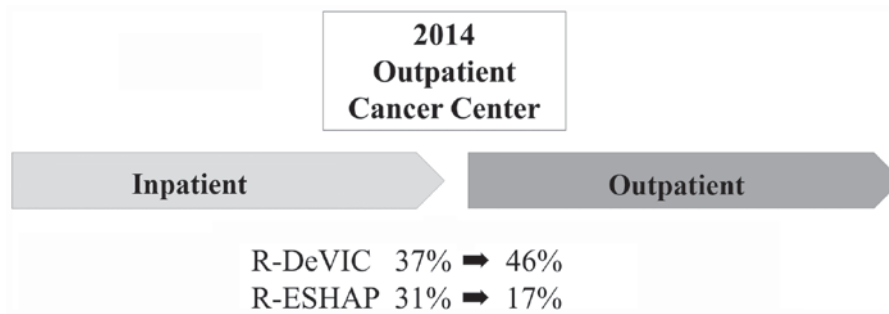 2014
Outpatient
Cancer Center
Inpatient
Outpatient
R-DeVIC 37% ➡ 46%
R-ESHAP 31% ➡ 17%